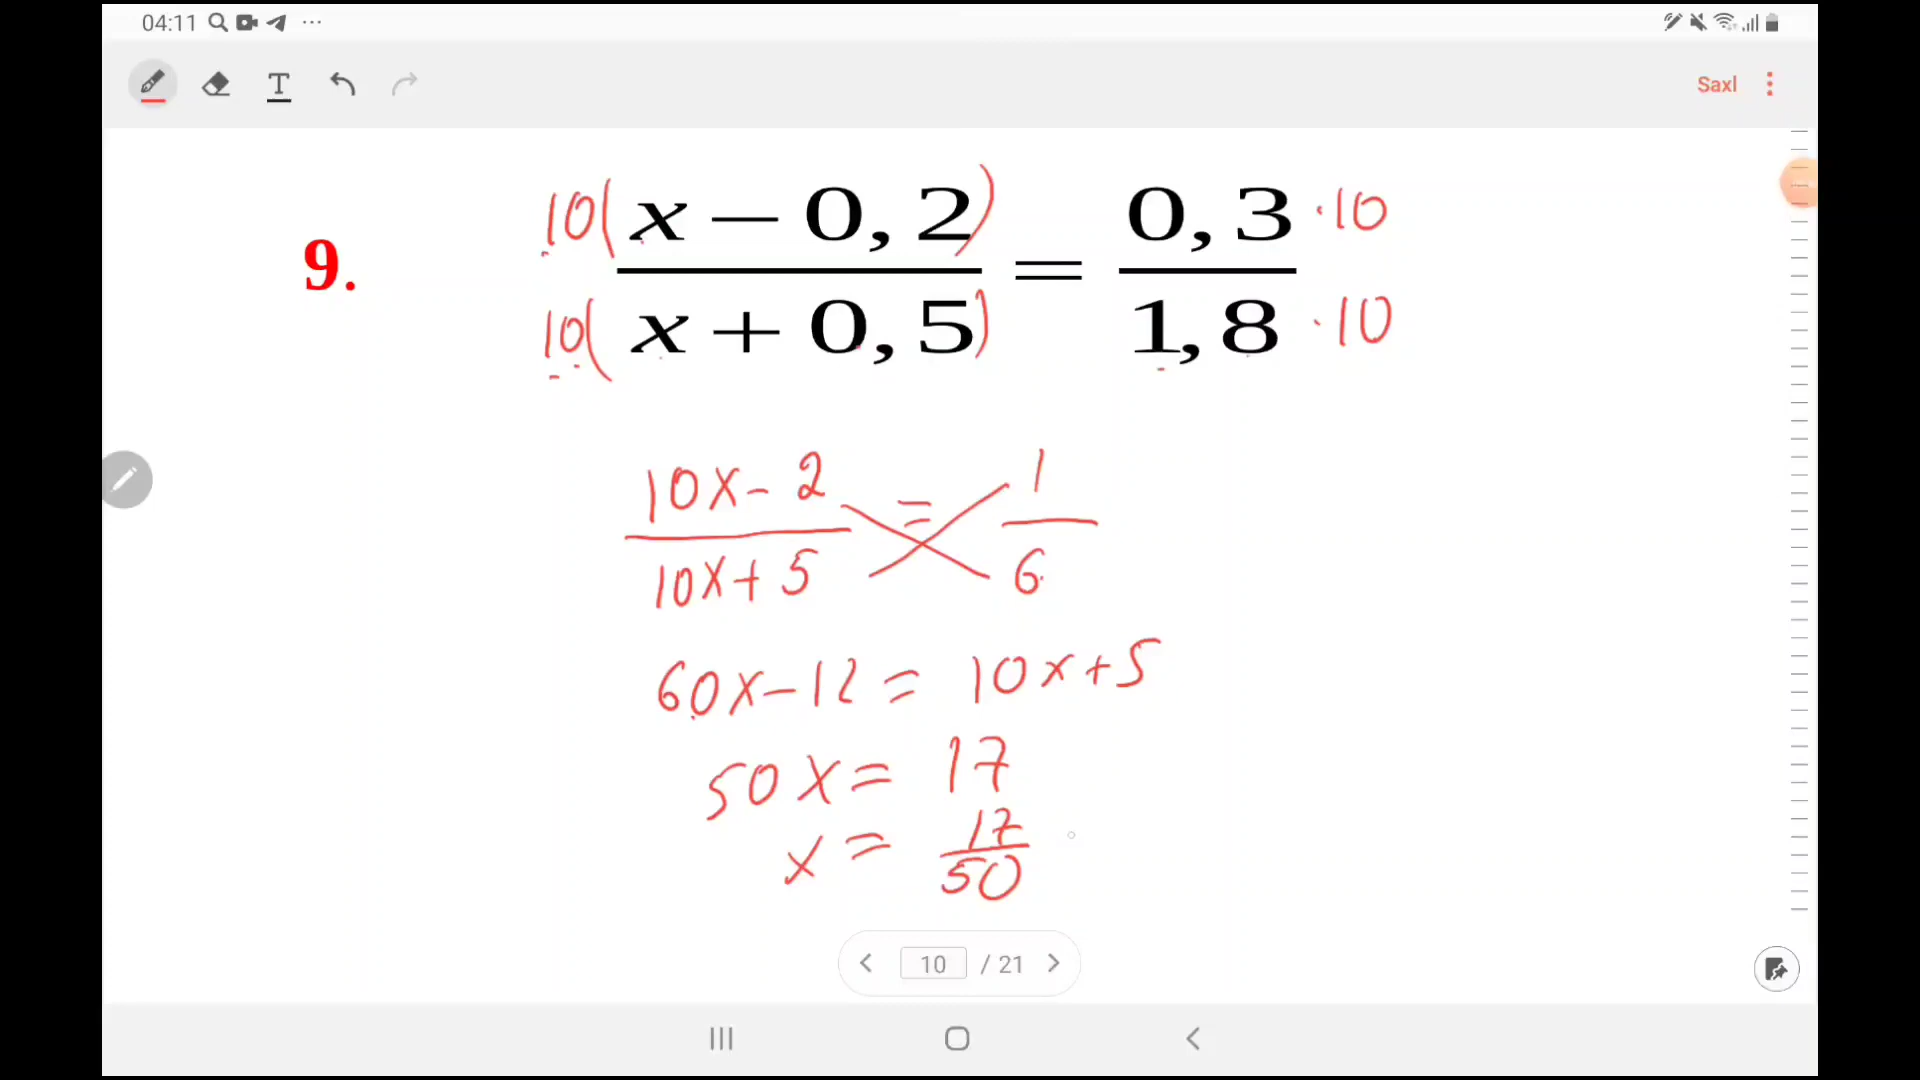 04:11
T
Saxl
10(x − 0, 2) = 0, 3 · 10
9.
10(x + 0, 5) 1, 8 · 10
10x - 2 = 1
10x + 5 6
60x - 12 = 10x + 5
50x = 17
x = 17
50
10 / 21